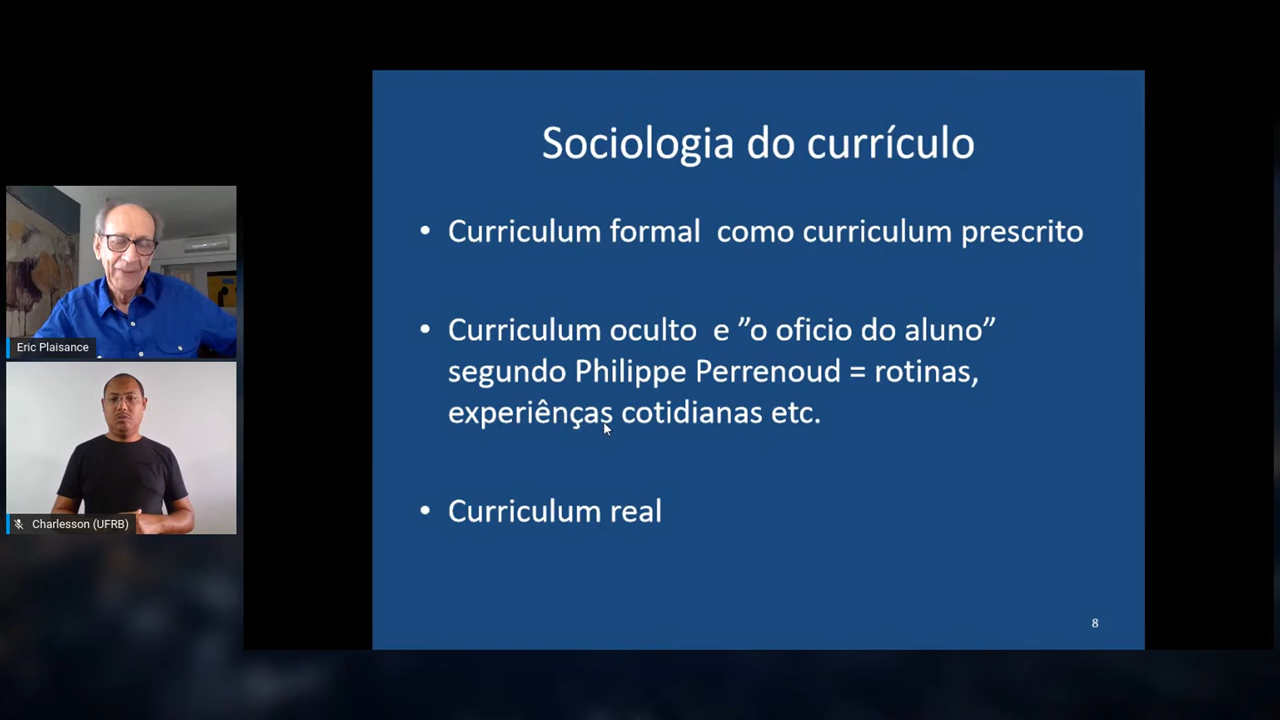 Sociologia do currículo
• Curriculum formal como curriculum prescrito
• Curriculum oculto e ”o oficio do aluno”
segundo Philippe Perrenoud = rotinas,
experiênças cotidianas etc.
• Curriculum real
8
Eric Plaisance
Charlesson (UFRB)